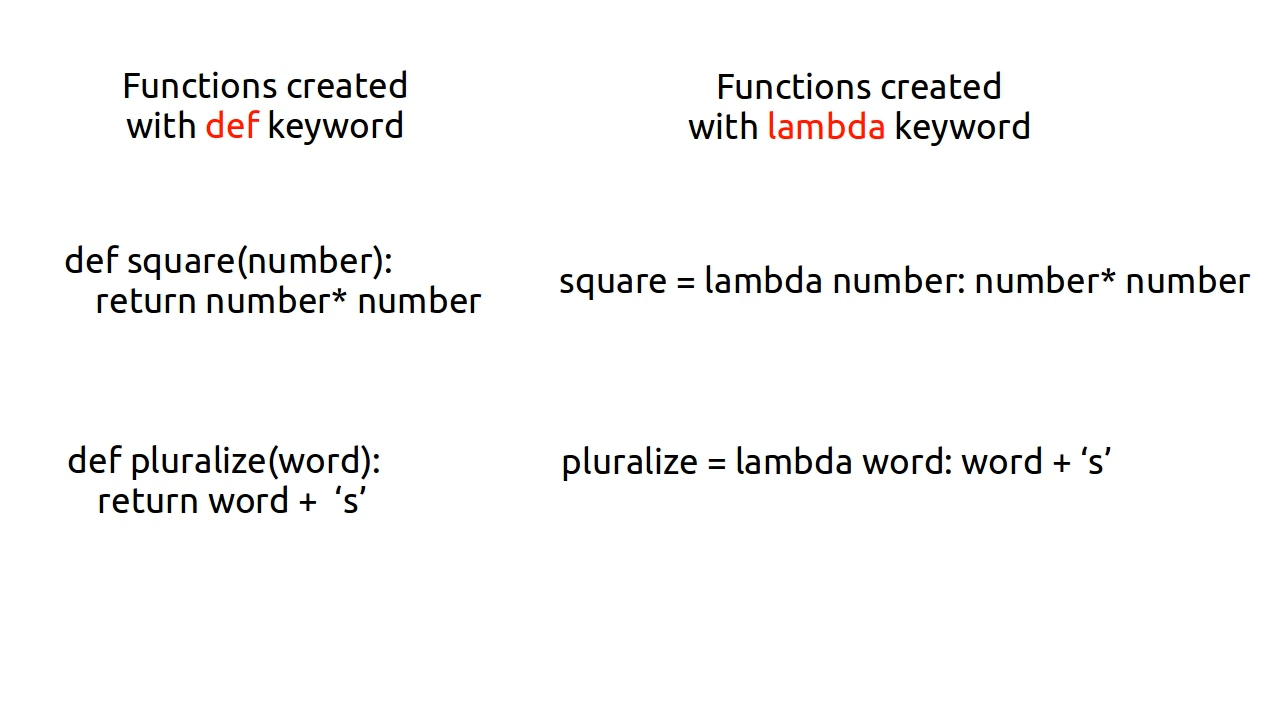 Functions created
with def keyword
Functions created
with lambda keyword
def square(number):
return number* number
square = lambda number: number* number
def pluralize(word):
return word +  ‘s’
pluralize = lambda word: word + ‘s’